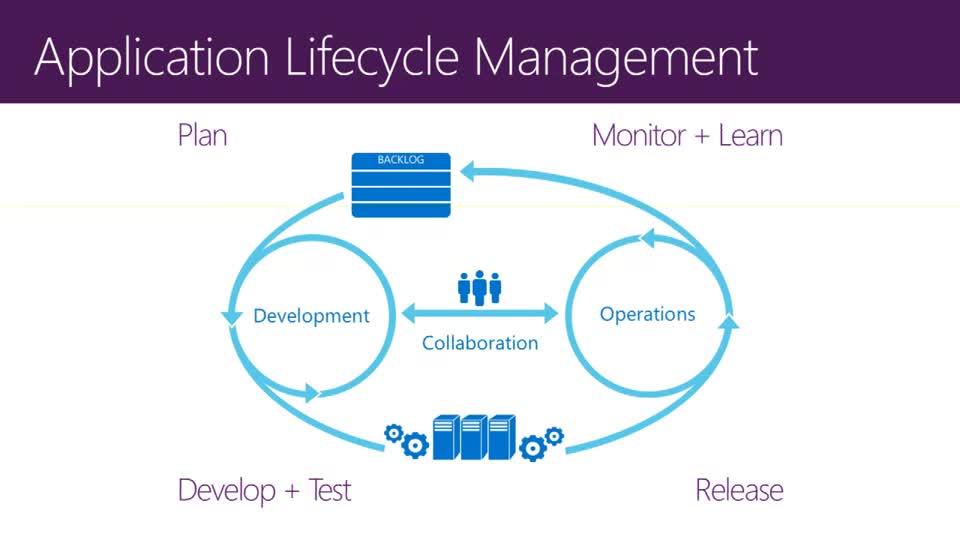 Application Lifecycle Management
Plan
Monitor + Learn
BACKLOG
Development
Operations
Collaboration
Develop + Test
Release